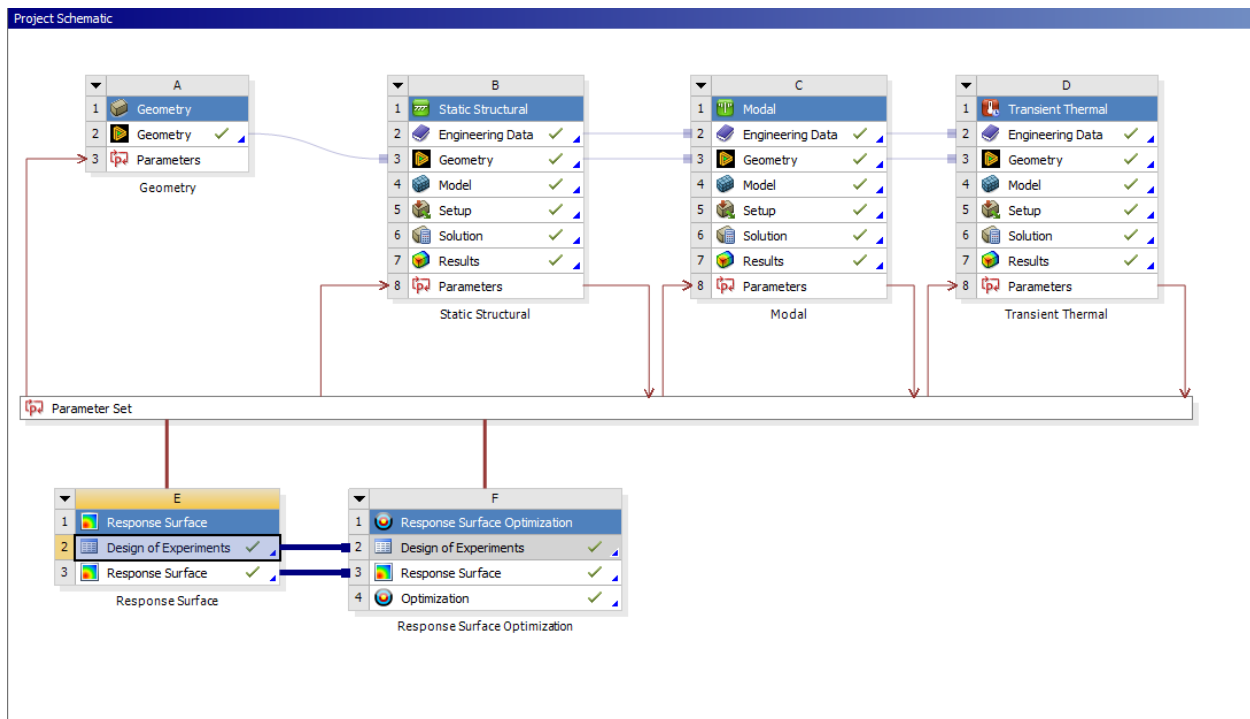 Project Schematic
A
1 Geometry
2 Geometry
3 Parameters
Geometry
B
1 Static Structural
2 Engineering Data
3 Geometry
4 Model
5 Setup
6 Solution
7 Results
8 Parameters
Static Structural
C
1 Modal
2 Engineering Data
3 Geometry
4 Model
5 Setup
6 Solution
7 Results
8 Parameters
Modal
D
1 Transient Thermal
2 Engineering Data
3 Geometry
4 Model
5 Setup
6 Solution
7 Results
8 Parameters
Transient Thermal
Parameter Set
E
1 Response Surface
2 Design of Experiments
3 Response Surface
Response Surface
F
1 Response Surface Optimization
2 Design of Experiments
3 Response Surface
4 Optimization
Response Surface Optimization